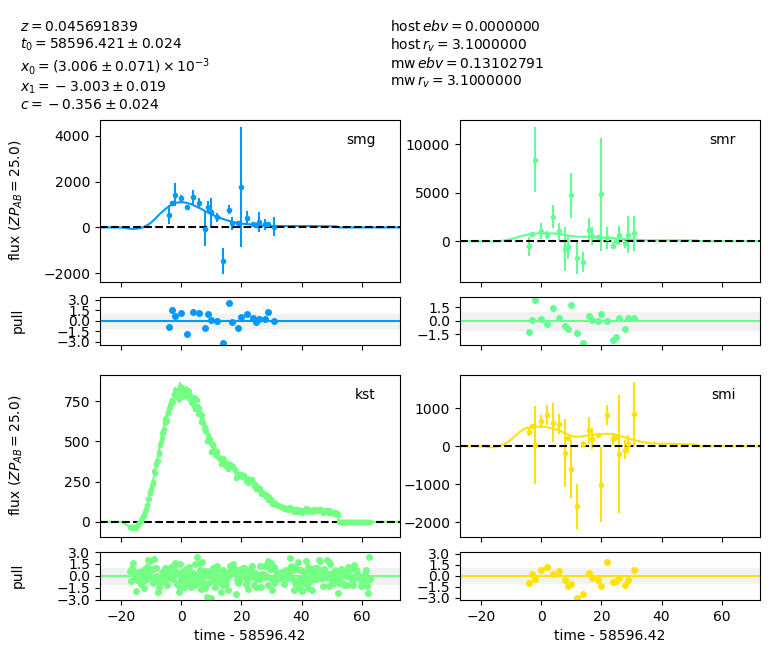 z = 0.045691839
t₀ = 58596.421 ± 0.024
x₀ = (3.006 ± 0.071) × 10⁻³
x₁ = −3.003 ± 0.019
c = −0.356 ± 0.024
host ebv = 0.0000000
host r_v = 3.1000000
mw ebv = 0.13102791
mw r_v = 3.1000000
flux (ZP_AB = 25.0)
4000
2000
0
−2000
smg
10000
5000
0
smr
pull
3.0
1.5
0.0
−1.5
−3.0
1.5
0.0
−1.5
flux (ZP_AB = 25.0)
750
500
250
0
kst
1000
0
−1000
−2000
smi
pull
3.0
1.5
0.0
−1.5
−3.0
3.0
1.5
0.0
−1.5
−3.0
−20 0 20 40 60
time - 58596.42
−20 0 20 40 60
time - 58596.42